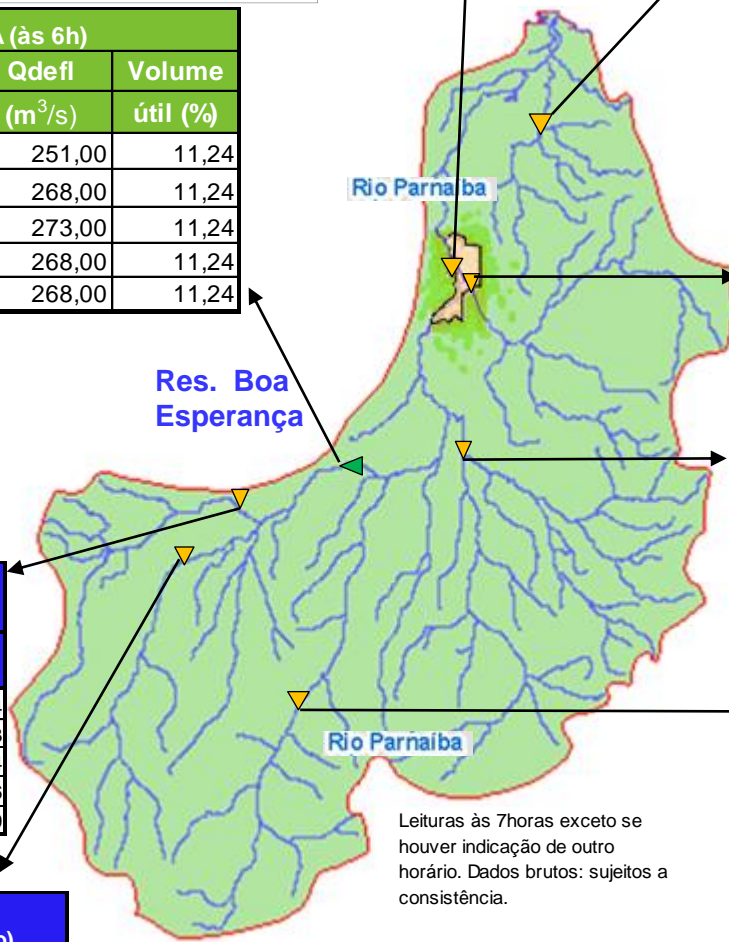 (às 6h)
Qdefl Volume
(m³/s) útil (%)
251,00 11,24
268,00 11,24
273,00 11,24
268,00 11,24
268,00 11,24
Rio Parnaíba
Res. Boa
Esperança
Rio Parnaíba
Leituras às 7horas exceto se
houver indicação de outro
horário. Dados brutos: sujeitos a
consistência.